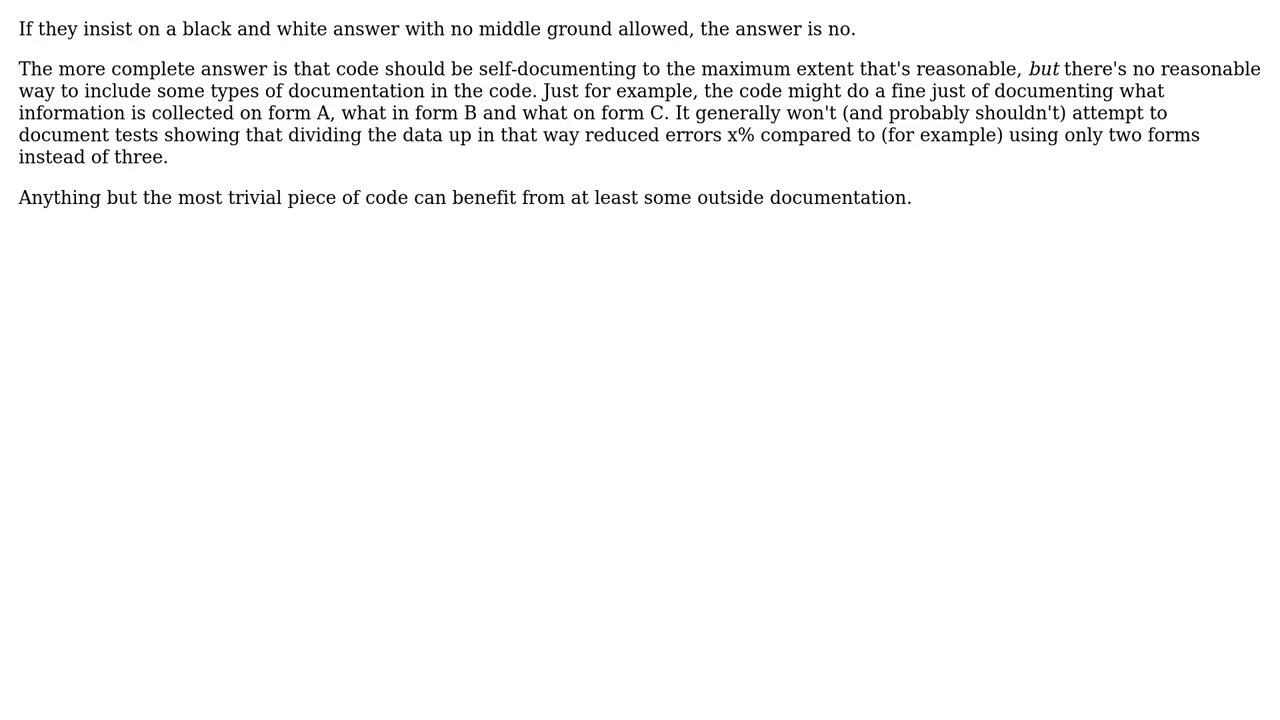 If they insist on a black and white answer with no middle ground allowed, the answer is no.
The more complete answer is that code should be self-documenting to the maximum extent that's reasonable, but there's no reasonable
way to include some types of documentation in the code. Just for example, the code might do a fine just of documenting what
information is collected on form A, what in form B and what on form C. It generally won't (and probably shouldn't) attempt to
document tests showing that dividing the data up in that way reduced errors x% compared to (for example) using only two forms
instead of three.
Anything but the most trivial piece of code can benefit from at least some outside documentation.